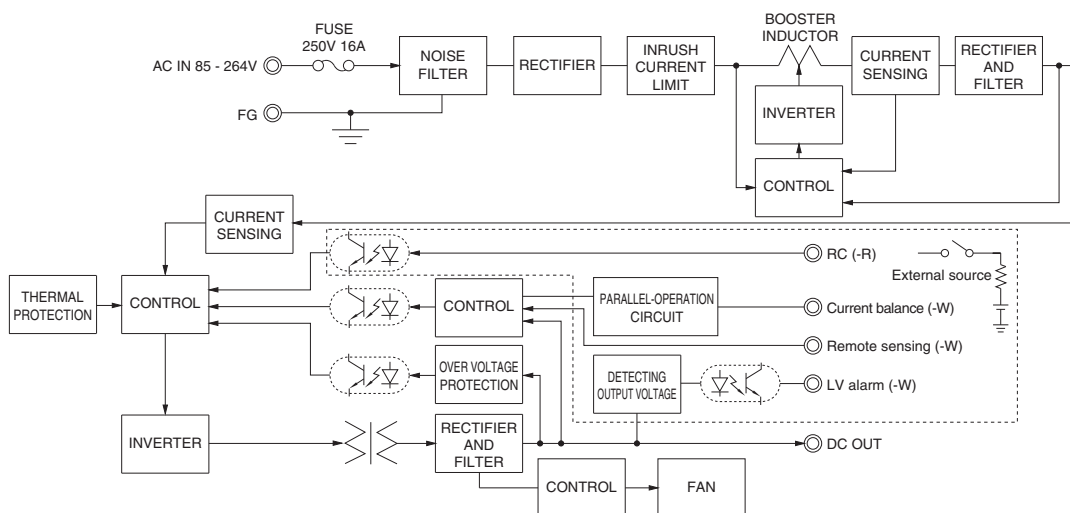 FUSE
250V 16A
AC IN 85 - 264V
FG
NOISE
FILTER
RECTIFIER
INRUSH
CURRENT
LIMIT
BOOSTER
INDUCTOR
CURRENT
SENSING
RECTIFIER
AND
FILTER
INVERTER
CONTROL
CURRENT
SENSING
RC (-R)
External source
THERMAL
PROTECTION
CONTROL
CONTROL
PARALLEL-OPERATION
CIRCUIT
Current balance (-W)
Remote sensing (-W)
OVER VOLTAGE
PROTECTION
DETECTING
OUTPUT VOLTAGE
LV alarm (-W)
INVERTER
RECTIFIER
AND
FILTER
DC OUT
CONTROL
FAN